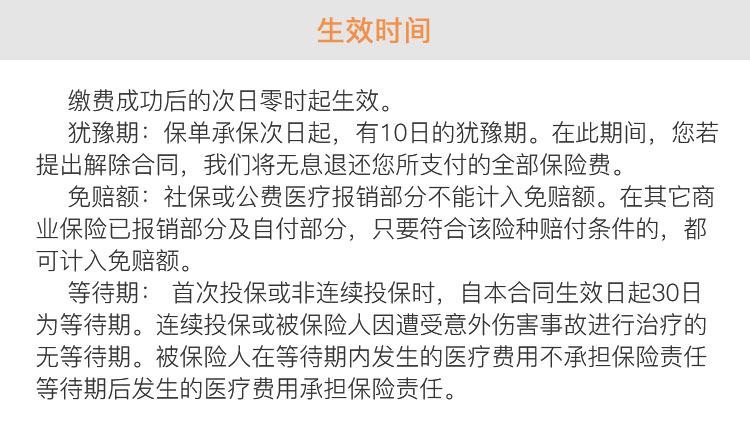 生效时间
缴费成功后的次日零时起生效。
犹豫期：保单承保次日起，有10日的犹豫期。在此期间，您若
提出解除合同，我们将无息退还您所支付的全部保险费。
免赔额：社保或公费医疗报销部分不能计入免赔额。在其它商
业保险已报销部分及自付部分，只要符合该险种赔付条件的，都
可计入免赔额。
等待期： 首次投保或非连续投保时，自本合同生效日起30日
为等待期。连续投保或被保险人因遭受意外伤害事故进行治疗的
无等待期。被保险人在等待期内发生的医疗费用不承担保险责任
等待期后发生的医疗费用承担保险责任。